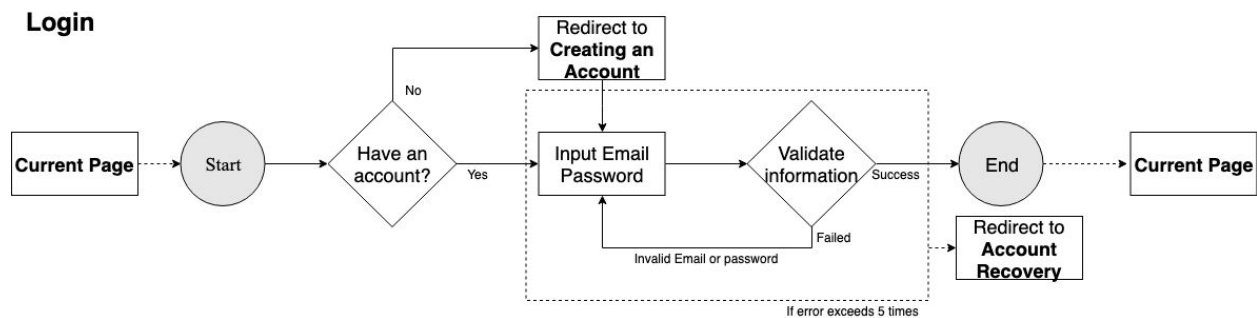 Login
Redirect to
Creating an
Account
No
Current Page
Start
Have an
account?
Yes
Input Email
Password
Validate
information
Success
End
Current Page
Failed
Invalid Email or password
Redirect to
Account
Recovery
If error exceeds 5 times